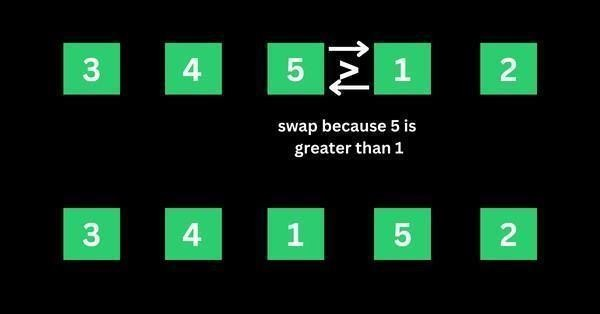 3 4 5 > 1 2
swap because 5 is
greater than 1
3 4 1 5 2